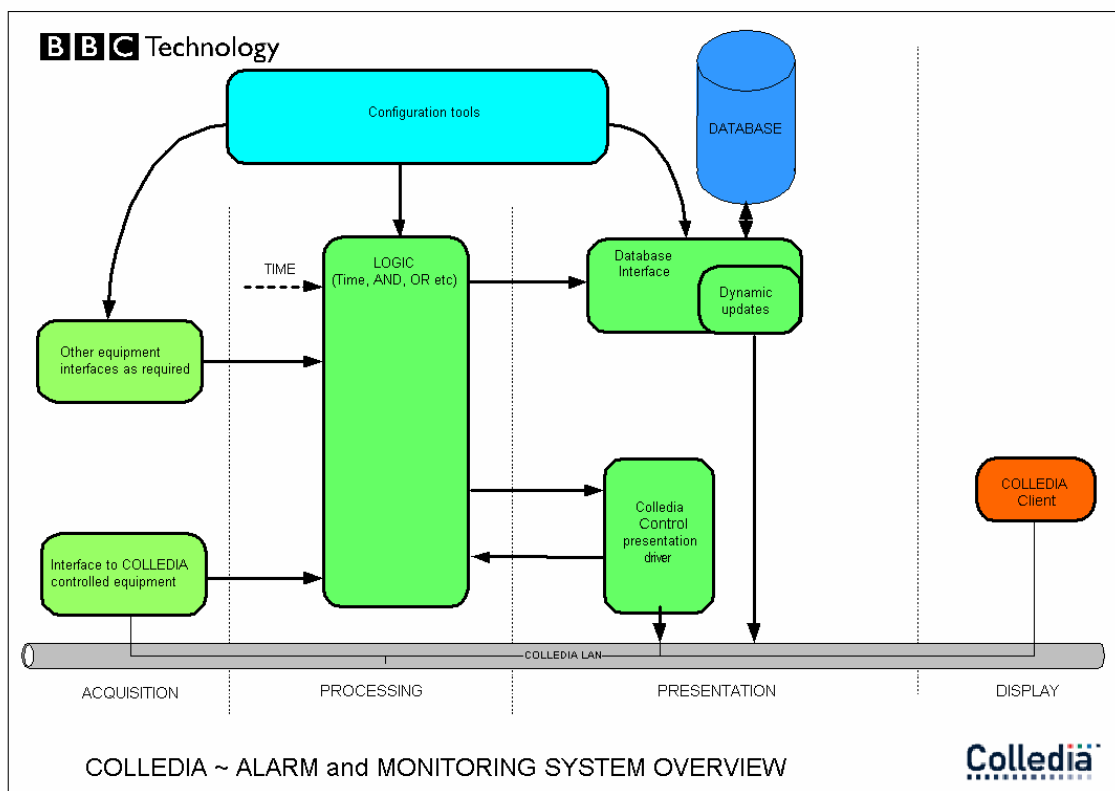 BBC Technology
Configuration tools
DATABASE
TIME
LOGIC
(Time, AND, OR etc)
Database
Interface
Dynamic
updates
Other equipment
interfaces as required
Colledia
Control
presentation
driver
COLLEDIA
Client
Interface to COLLEDIA
controlled equipment
COLLEDIA LAN
ACQUISITION
PROCESSING
PRESENTATION
DISPLAY
COLLEDIA ~ ALARM and MONITORING SYSTEM OVERVIEW
Colledia